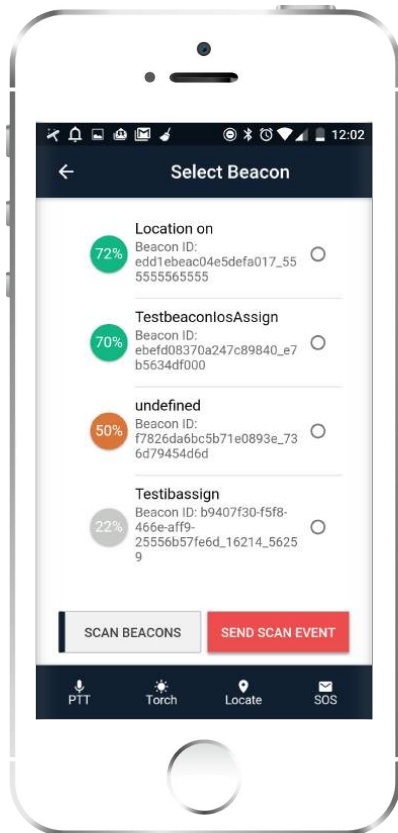 12:02
Select Beacon
Location on
72%
Beacon ID:
edd1ebeac04e5defa017_55
5555565555
TestbeaconIosAssign
70%
Beacon ID:
ebefd08370a247c89840_e7
b5634df000
undefined
50%
Beacon ID:
f7826da6bc5b71e0893e_73
6d79454d6d
Testibassign
22%
Beacon ID: b9407f30-f5f8-
466e-aff9-
25556b57fe6d_16214_5625
9
SCAN BEACONS
SEND SCAN EVENT
PTT
Torch
Locate
SOS